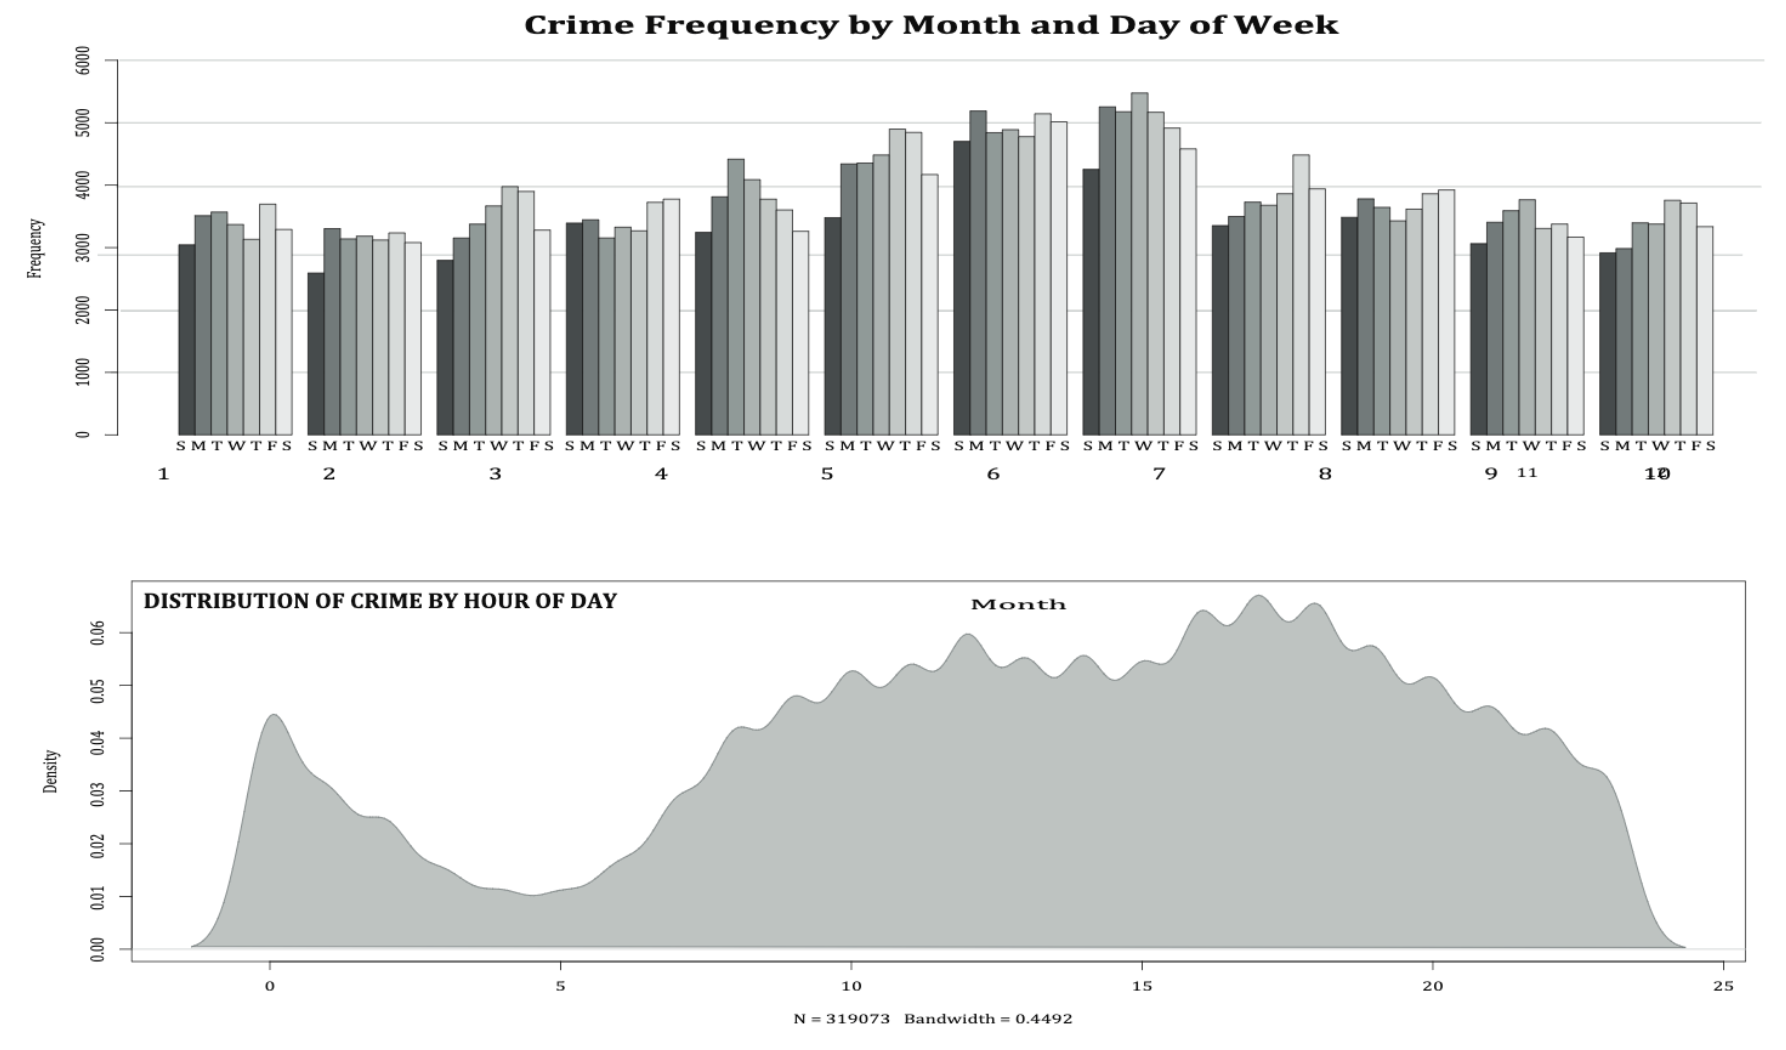 Crime Frequency by Month and Day of Week
6000
5000
4000
3000
2000
1000
0
Frequency
S M T W T F S S M T W T F S S M T W T F S S M T W T F S S M T W T F S S M T W T F S S M T W T F S S M T W T F S S M T W T F S S M T W T F S S M T W T F S S M T W T F S
1 2 3 4 5 6 7 8 9 11 10 12
DISTRIBUTION OF CRIME BY HOUR OF DAY
Month
0.06
0.05
0.04
0.03
0.02
0.01
0.00
Density
0 5 10 15 20 25
N = 319073 Bandwidth = 0.4492